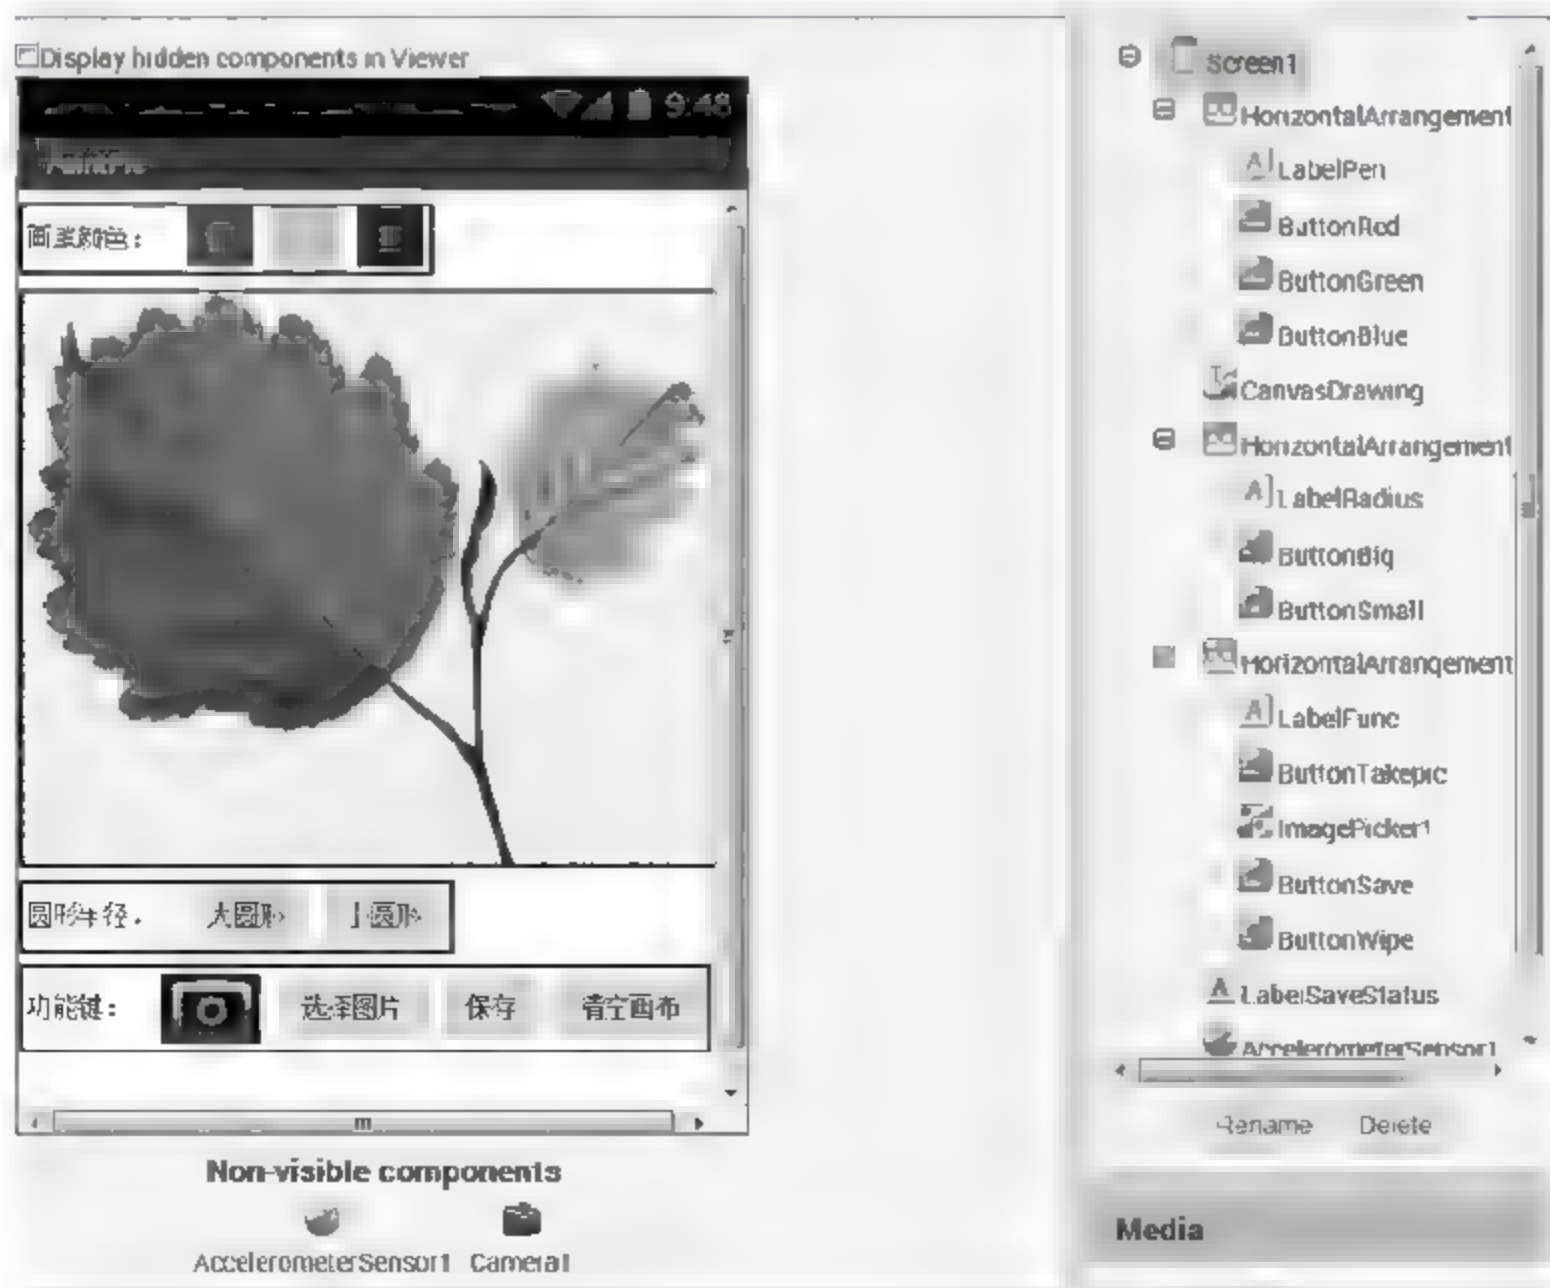 Display hidden components in Viewer
9:48
画笔颜色：
圆形半径： 大圆形 小圆形
功能键： 选择图片 保存 清空画布
Non-visible components
AccelerometerSensor1 Camera1
Screen1
HorizontalArrangement
LabelPen
ButtonRed
ButtonGreen
ButtonBlue
CanvasDrawing
HorizontalArrangement
LabelRadius
ButtonBig
ButtonSmall
HorizontalArrangement
LabelFunc
ButtonTakepic
ImagePicker1
ButtonSave
ButtonWipe
LabelSaveStatus
AccelerometerSensor1
Rename Delete
Media